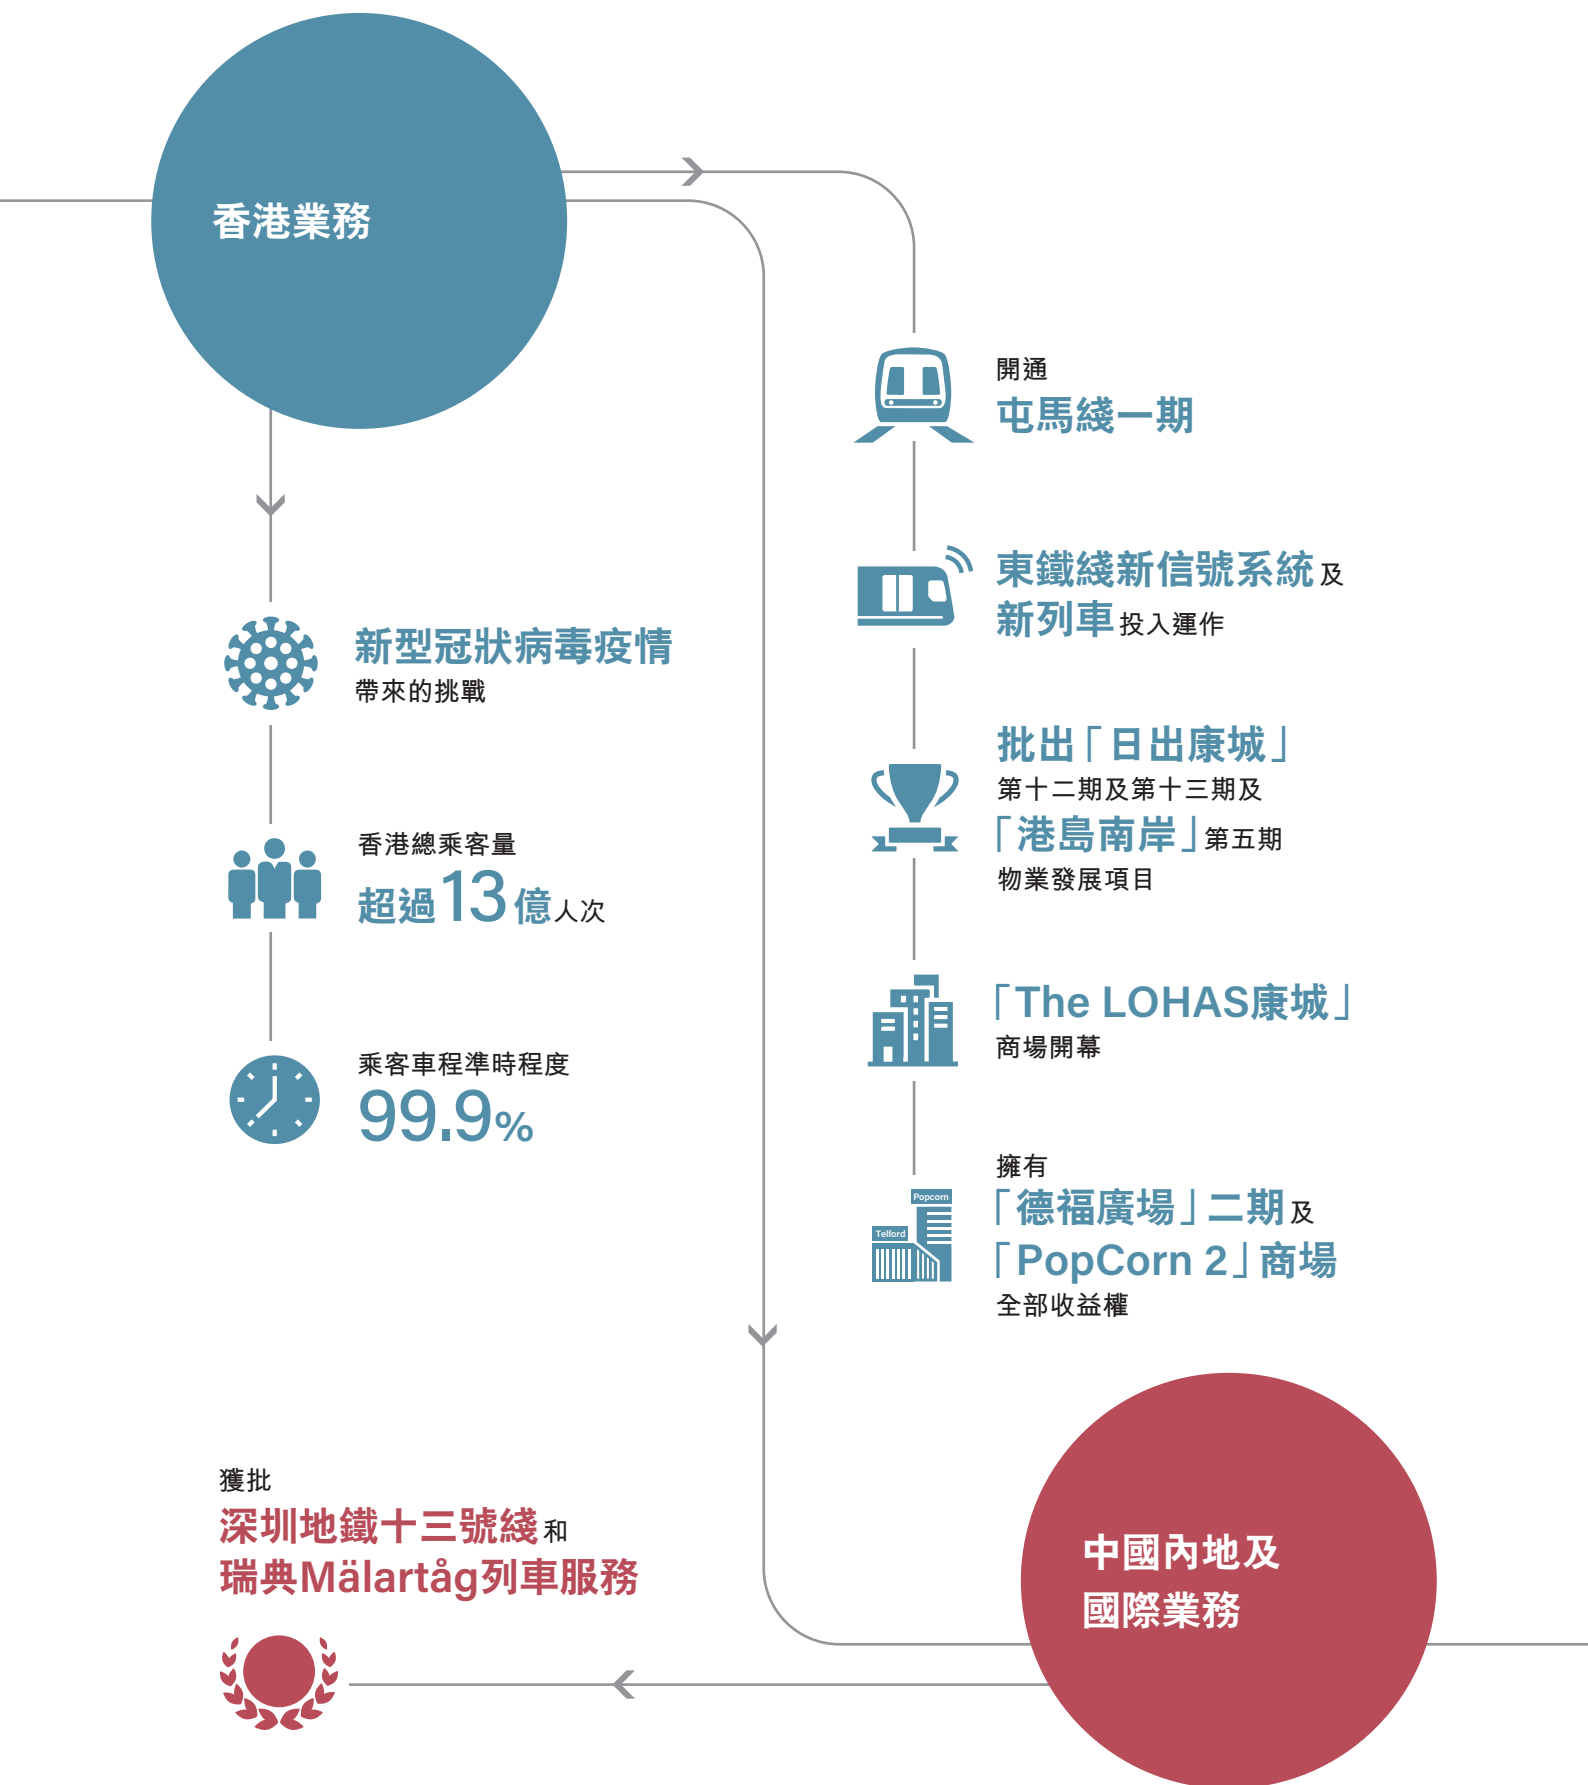 香港業務
新型冠狀病毒疫情
帶來的挑戰
香港總乘客量
超過13億人次
乘客車程準時程度
99.9%
開通
屯馬綫一期
東鐵綫新信號系統及
新列車投入運作
批出「日出康城」
第十二期及第十三期及
「港島南岸」第五期
物業發展項目
「The LOHAS康城」
商場開幕
擁有
「德福廣場」二期及
「PopCorn 2」商場
全部收益權
Popcorn
Telford
中國內地及
國際業務
獲批
深圳地鐵十三號綫和
瑞典Mälartåg列車服務